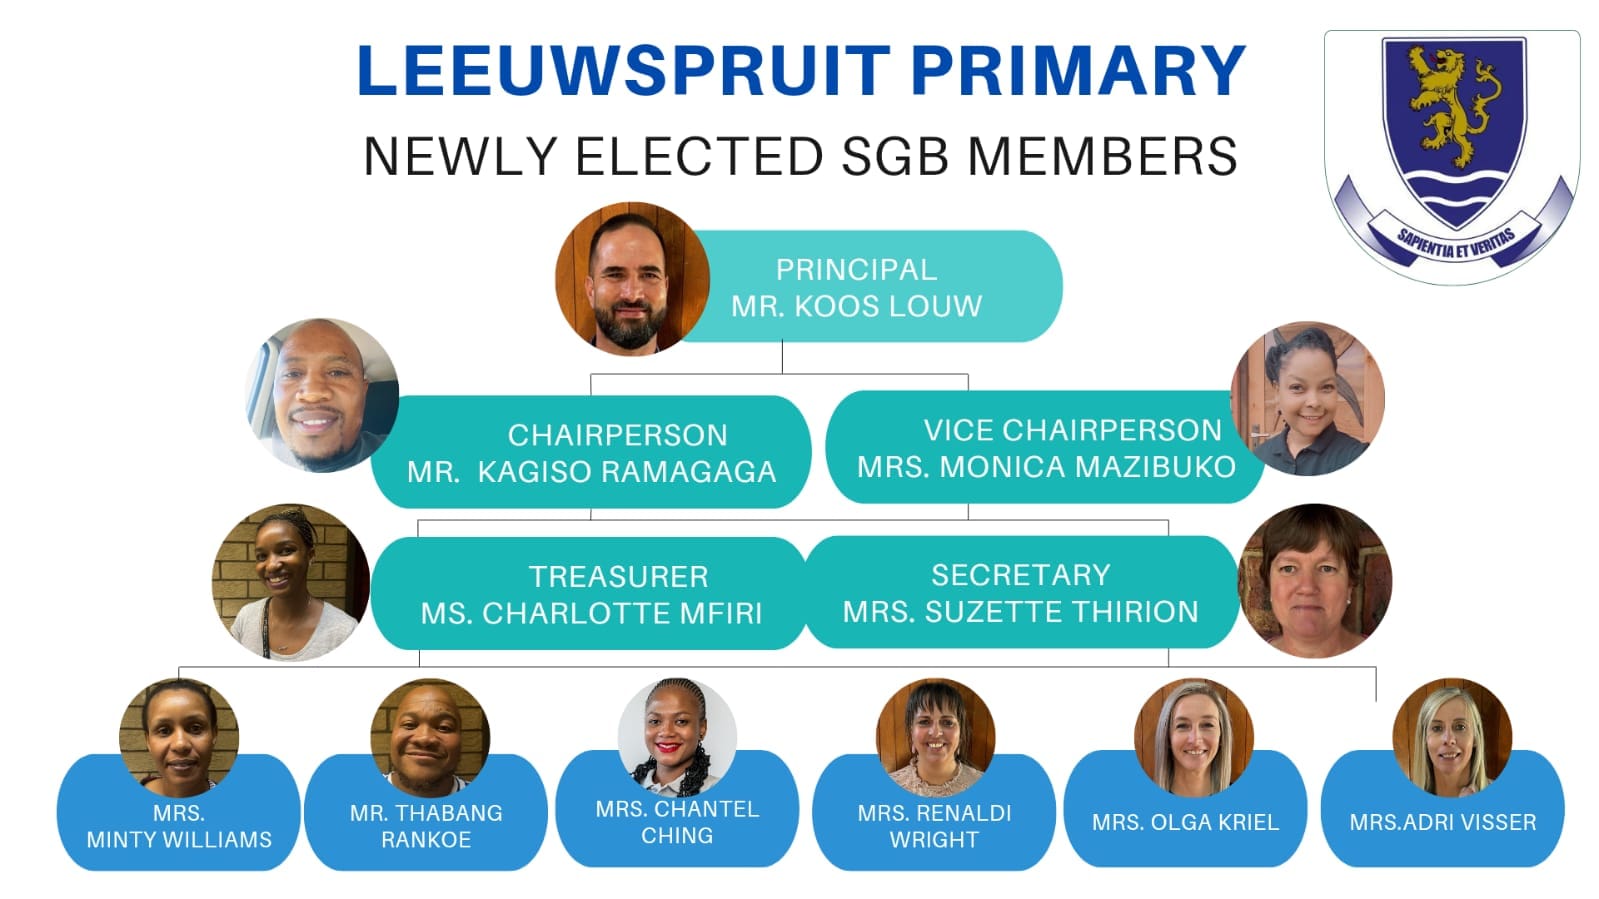 LEEUWSPRUIT PRIMARY
NEWLY ELECTED SGB MEMBERS
SAPIENTIA ET VERITAS
PRINCIPAL
MR. KOOS LOUW
CHAIRPERSON
MR. KAGISO RAMAGAGA
VICE CHAIRPERSON
MRS. MONICA MAZIBUKO
TREASURER
MS. CHARLOTTE MFIRI
SECRETARY
MRS. SUZETTE THIRION
MRS.
MINTY WILLIAMS
MR. THABANG
RANKOE
MRS. CHANTEL
CHING
MRS. RENALDI
WRIGHT
MRS. OLGA KRIEL
MRS.ADRI VISSER